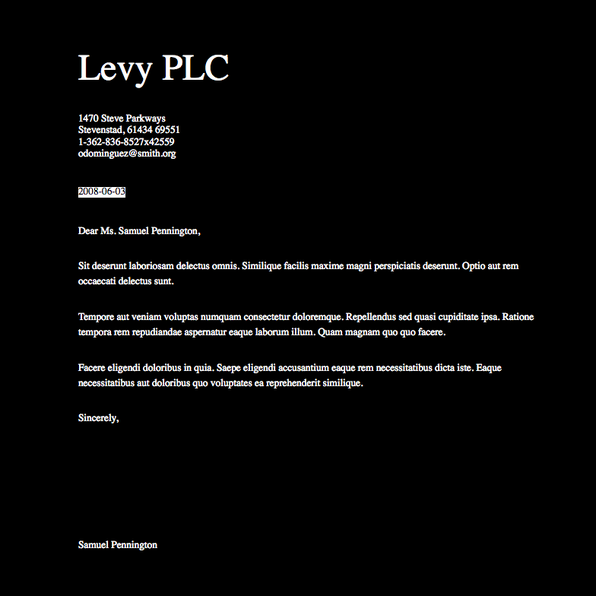 Levy PLC
1470 Steve Parkways
Stevenstad, 61434 69551
1-362-836-8527x42559
odominguez@smith.org
2008-06-03
Dear Ms. Samuel Pennington,
Sit deserunt laboriosam delectus omnis. Similique facilis maxime magni perspiciatis deserunt. Optio aut rem
occaecati delectus sunt.
Tempore aut veniam voluptas numquam consectetur doloremque. Repellendus sed quasi cupiditate ipsa. Ratione
tempora rem repudiandae aspernatur eaque laborum illum. Quam magnam quo quo facere.
Facere eligendi doloribus in quia. Saepe eligendi accusantium eaque rem necessitatibus dicta iste. Eaque
necessitatibus aut doloribus quo voluptates ea reprehenderit similique.
Sincerely,
Samuel Pennington